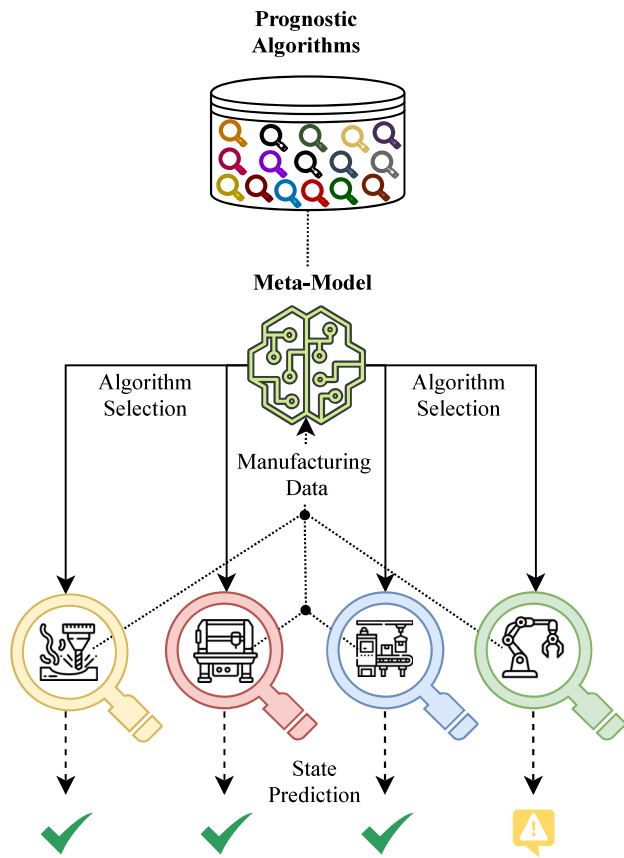 Prognostic
Algorithms
Meta-Model
Algorithm
Selection
Algorithm
Selection
Manufacturing
Data
State
Prediction